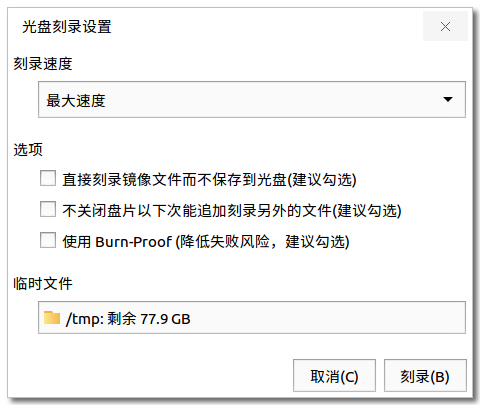 光盘刻录设置
刻录速度
最大速度
选项
直接刻录镜像文件而不保存到光盘(建议勾选)
不关闭盘片以下次能追加刻录另外的文件(建议勾选)
使用 Burn-Proof (降低失败风险，建议勾选)
临时文件
/tmp: 剩余 77.9 GB
取消(C) 刻录(B)